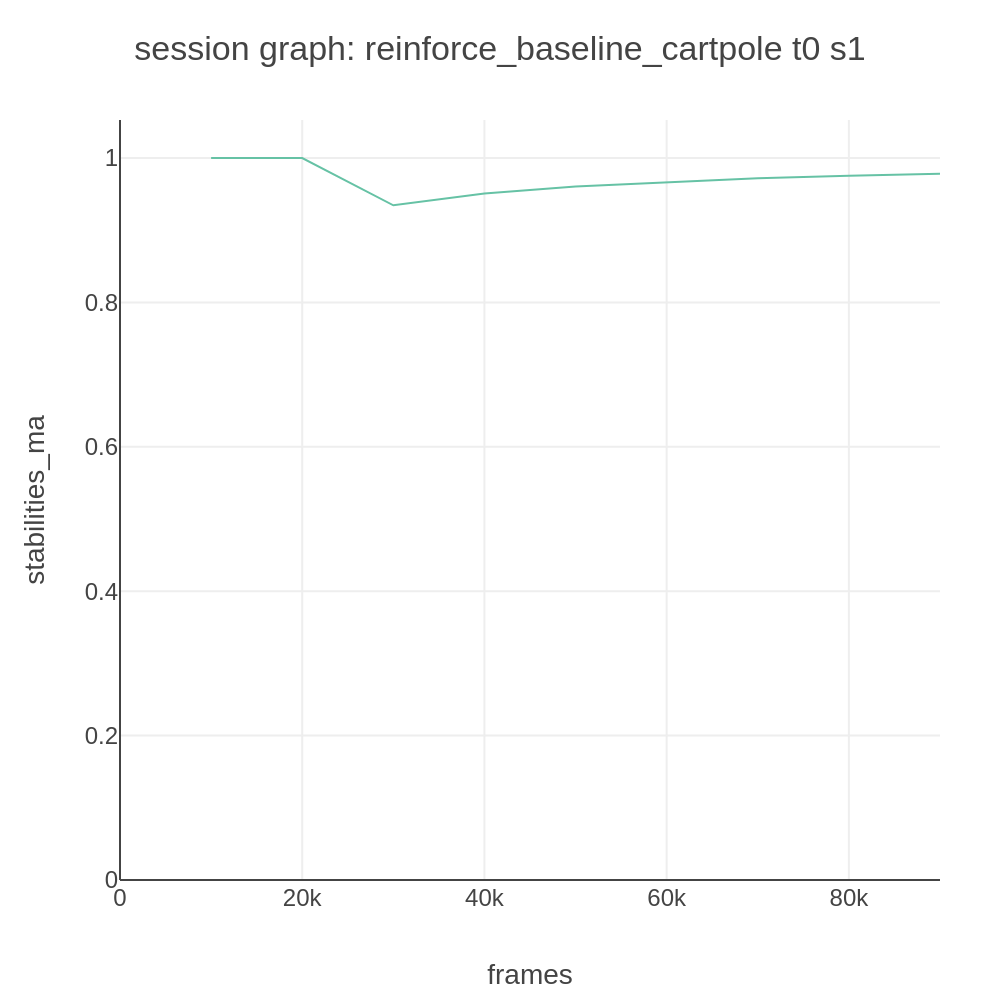 session graph: reinforce_baseline_cartpole t0 s1
1
0.8
0.6
0.4
0.2
0
stabilities_ma
0 20k 40k 60k 80k
frames